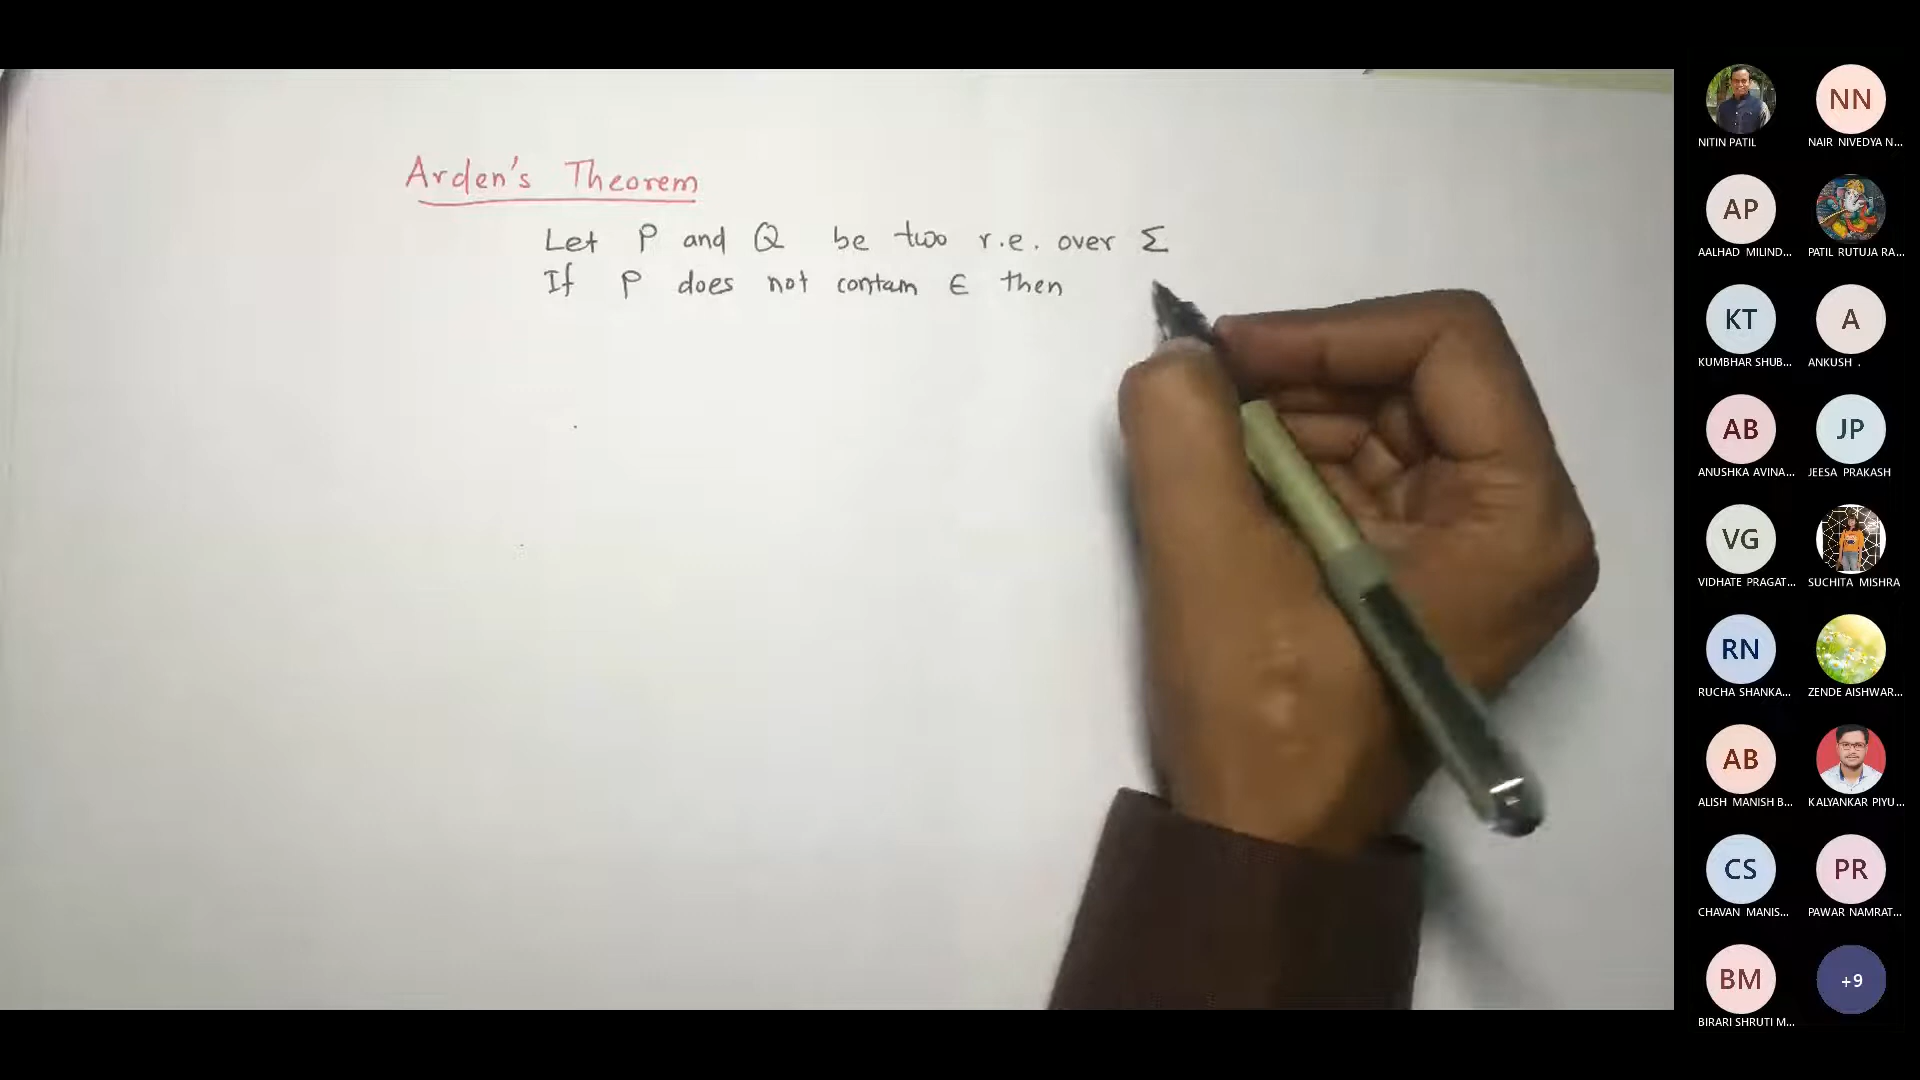 Arden's Theorem
Let P and Q be two r.e. over Σ
If P does not contain ϵ then
NITIN PATIL
NN
NAIR NIVEDYA N...
AP
AALHAD MILIND...
PATIL RUTUJA RA...
KT
KUMBHAR SHUB...
A
ANKUSH .
AB
ANUSHKA AVINA...
JP
JEESA PRAKASH
VG
VIDHATE PRAGAT...
SUCHITA MISHRA
RN
RUCHA SHANKA...
ZENDE AISHWAR...
AB
ALISH MANISH B...
KALYANKAR PIYU...
CS
CHAVAN MANIS...
PR
PAWAR NAMRAT...
BM
BIRARI SHRUTI M...
+9